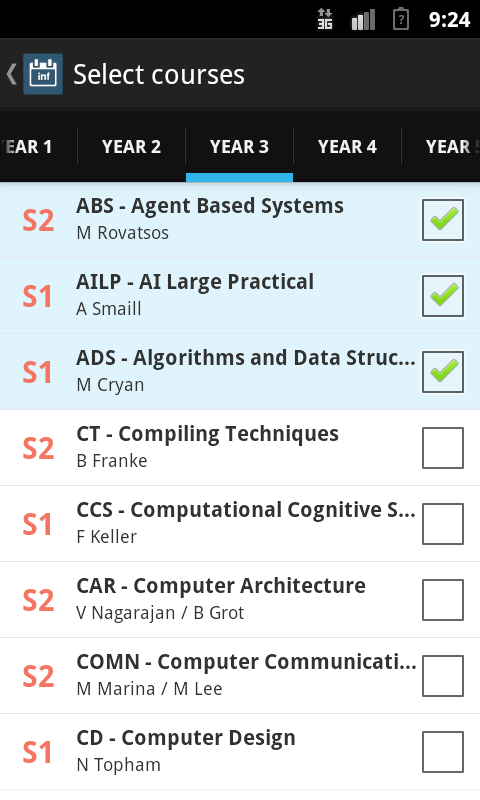 3G
?
9:24
inf
Select courses
EAR 1
YEAR 2
YEAR 3
YEAR 4
YEAR
S2
ABS - Agent Based Systems
M Rovatsos
S1
AILP - AI Large Practical
A Smaill
S1
ADS - Algorithms and Data Struc...
M Cryan
S2
CT - Compiling Techniques
B Franke
S1
CCS - Computational Cognitive S...
F Keller
S2
CAR - Computer Architecture
V Nagarajan / B Grot
S2
COMN - Computer Communicati...
M Marina / M Lee
S1
CD - Computer Design
N Topham